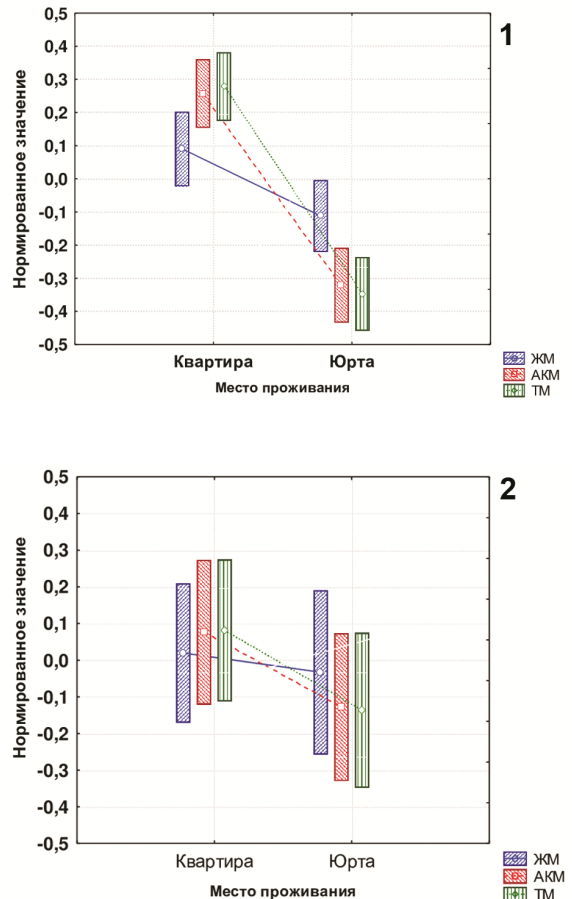 1
Нормированное значение
0,5
0,4
0,3
0,2
0,1
0,0
-0,1
-0,2
-0,3
-0,4
-0,5
Квартира
Юрта
Место проживания
ЖМ
АКМ
ТМ
2
Нормированное значение
0,5
0,4
0,3
0,2
0,1
0,0
-0,1
-0,2
-0,3
-0,4
-0,5
Квартира
Юрта
Место проживания
ЖМ
АКМ
ТМ